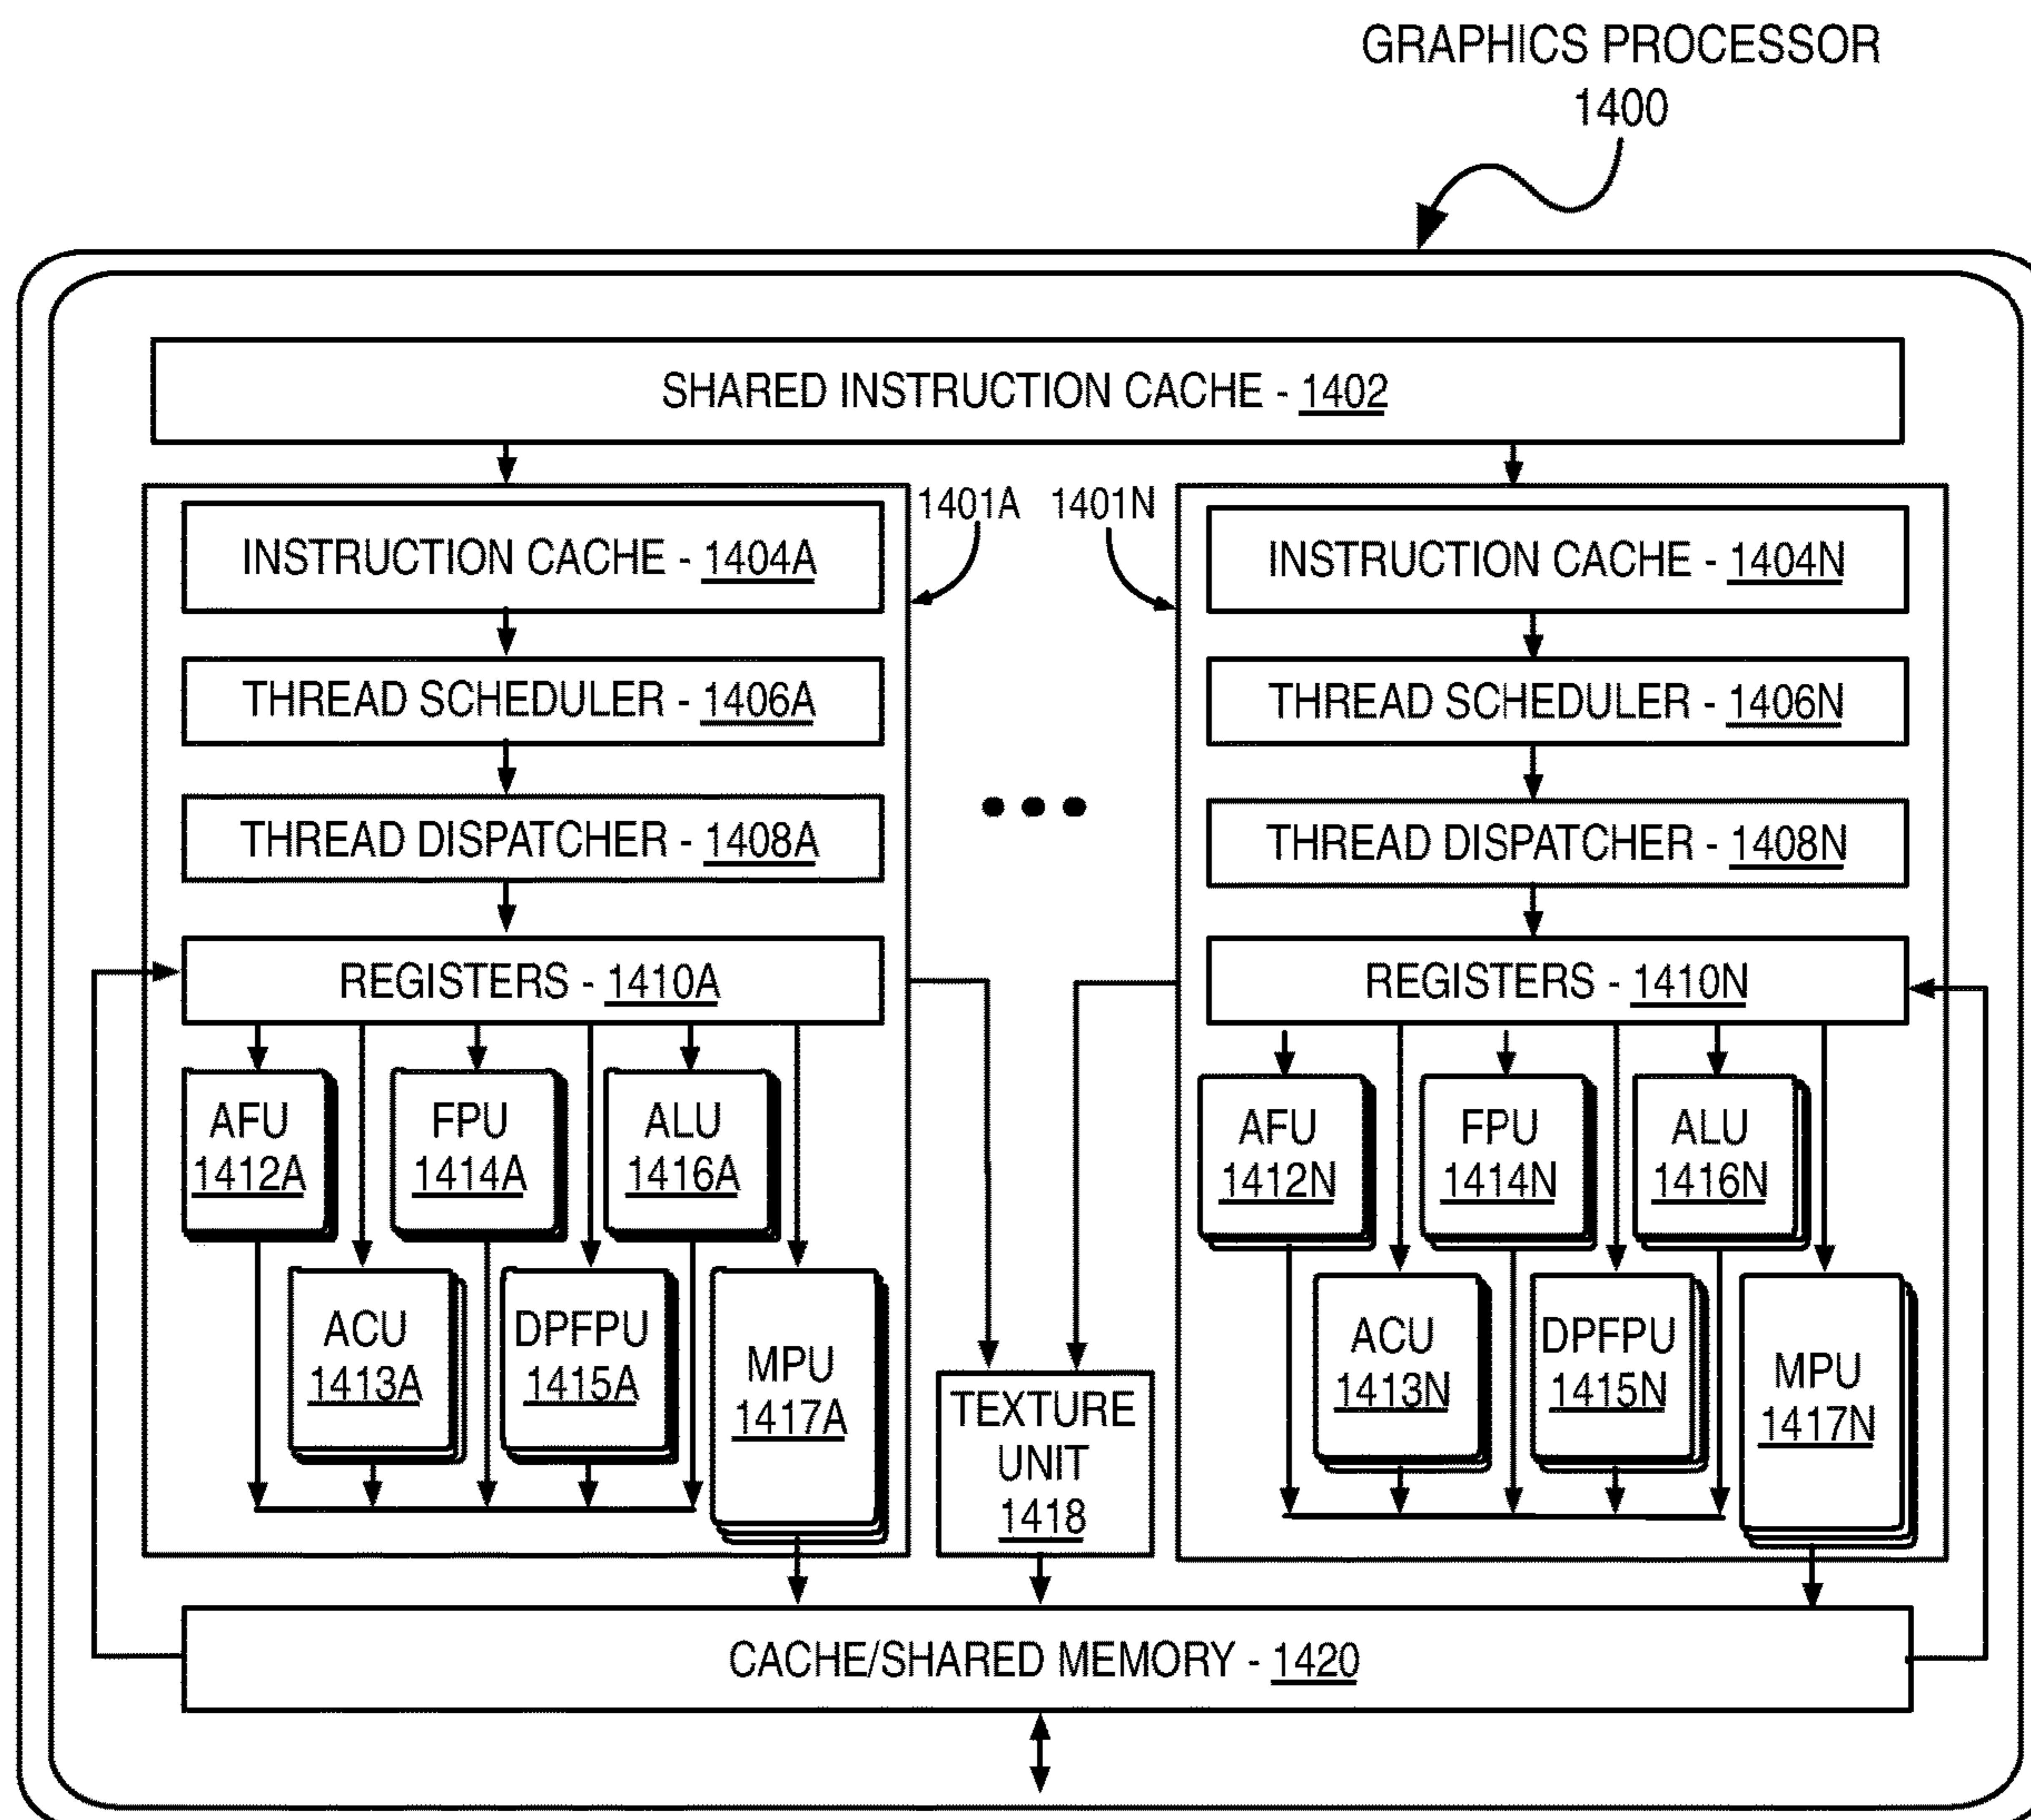 GRAPHICS PROCESSOR
1400
SHARED INSTRUCTION CACHE - 1402
1401A
1401N
INSTRUCTION CACHE - 1404A
THREAD SCHEDULER - 1406A
THREAD DISPATCHER - 1408A
REGISTERS - 1410A
AFU
1412A
FPU
1414A
ALU
1416A
ACU
1413A
DPFPU
1415A
MPU
1417A
INSTRUCTION CACHE - 1404N
THREAD SCHEDULER - 1406N
THREAD DISPATCHER - 1408N
REGISTERS - 1410N
AFU
1412N
FPU
1414N
ALU
1416N
ACU
1413N
DPFPU
1415N
MPU
1417N
TEXTURE
UNIT
1418
CACHE/SHARED MEMORY - 1420